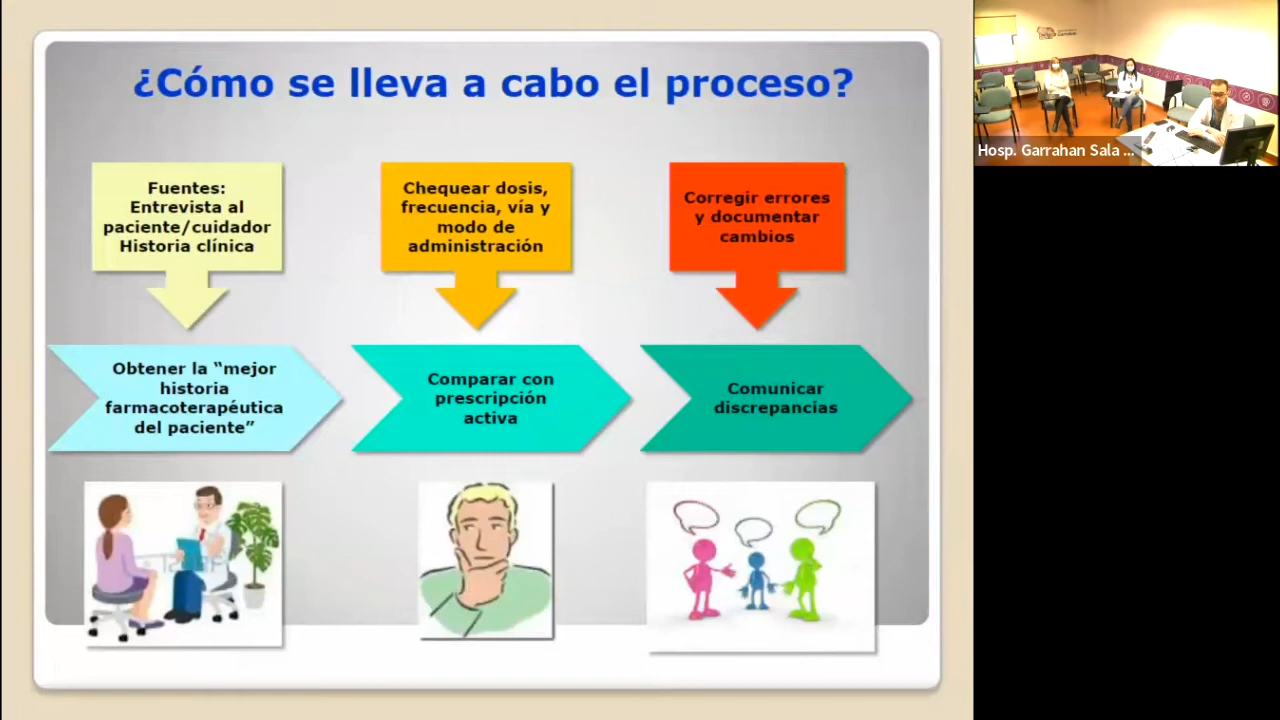 ¿Cómo se lleva a cabo el proceso?
Fuentes:
Entrevista al
paciente/cuidador
Historia clínica
Chequear dosis,
frecuencia, vía y
modo de
administración
Corregir errores
y documentar
cambios
Obtener la “mejor
historia
farmacoterapéutica
del paciente”
Comparar con
prescripción
activa
Comunicar
discrepancias
Hosp. Garrahan Sala ...